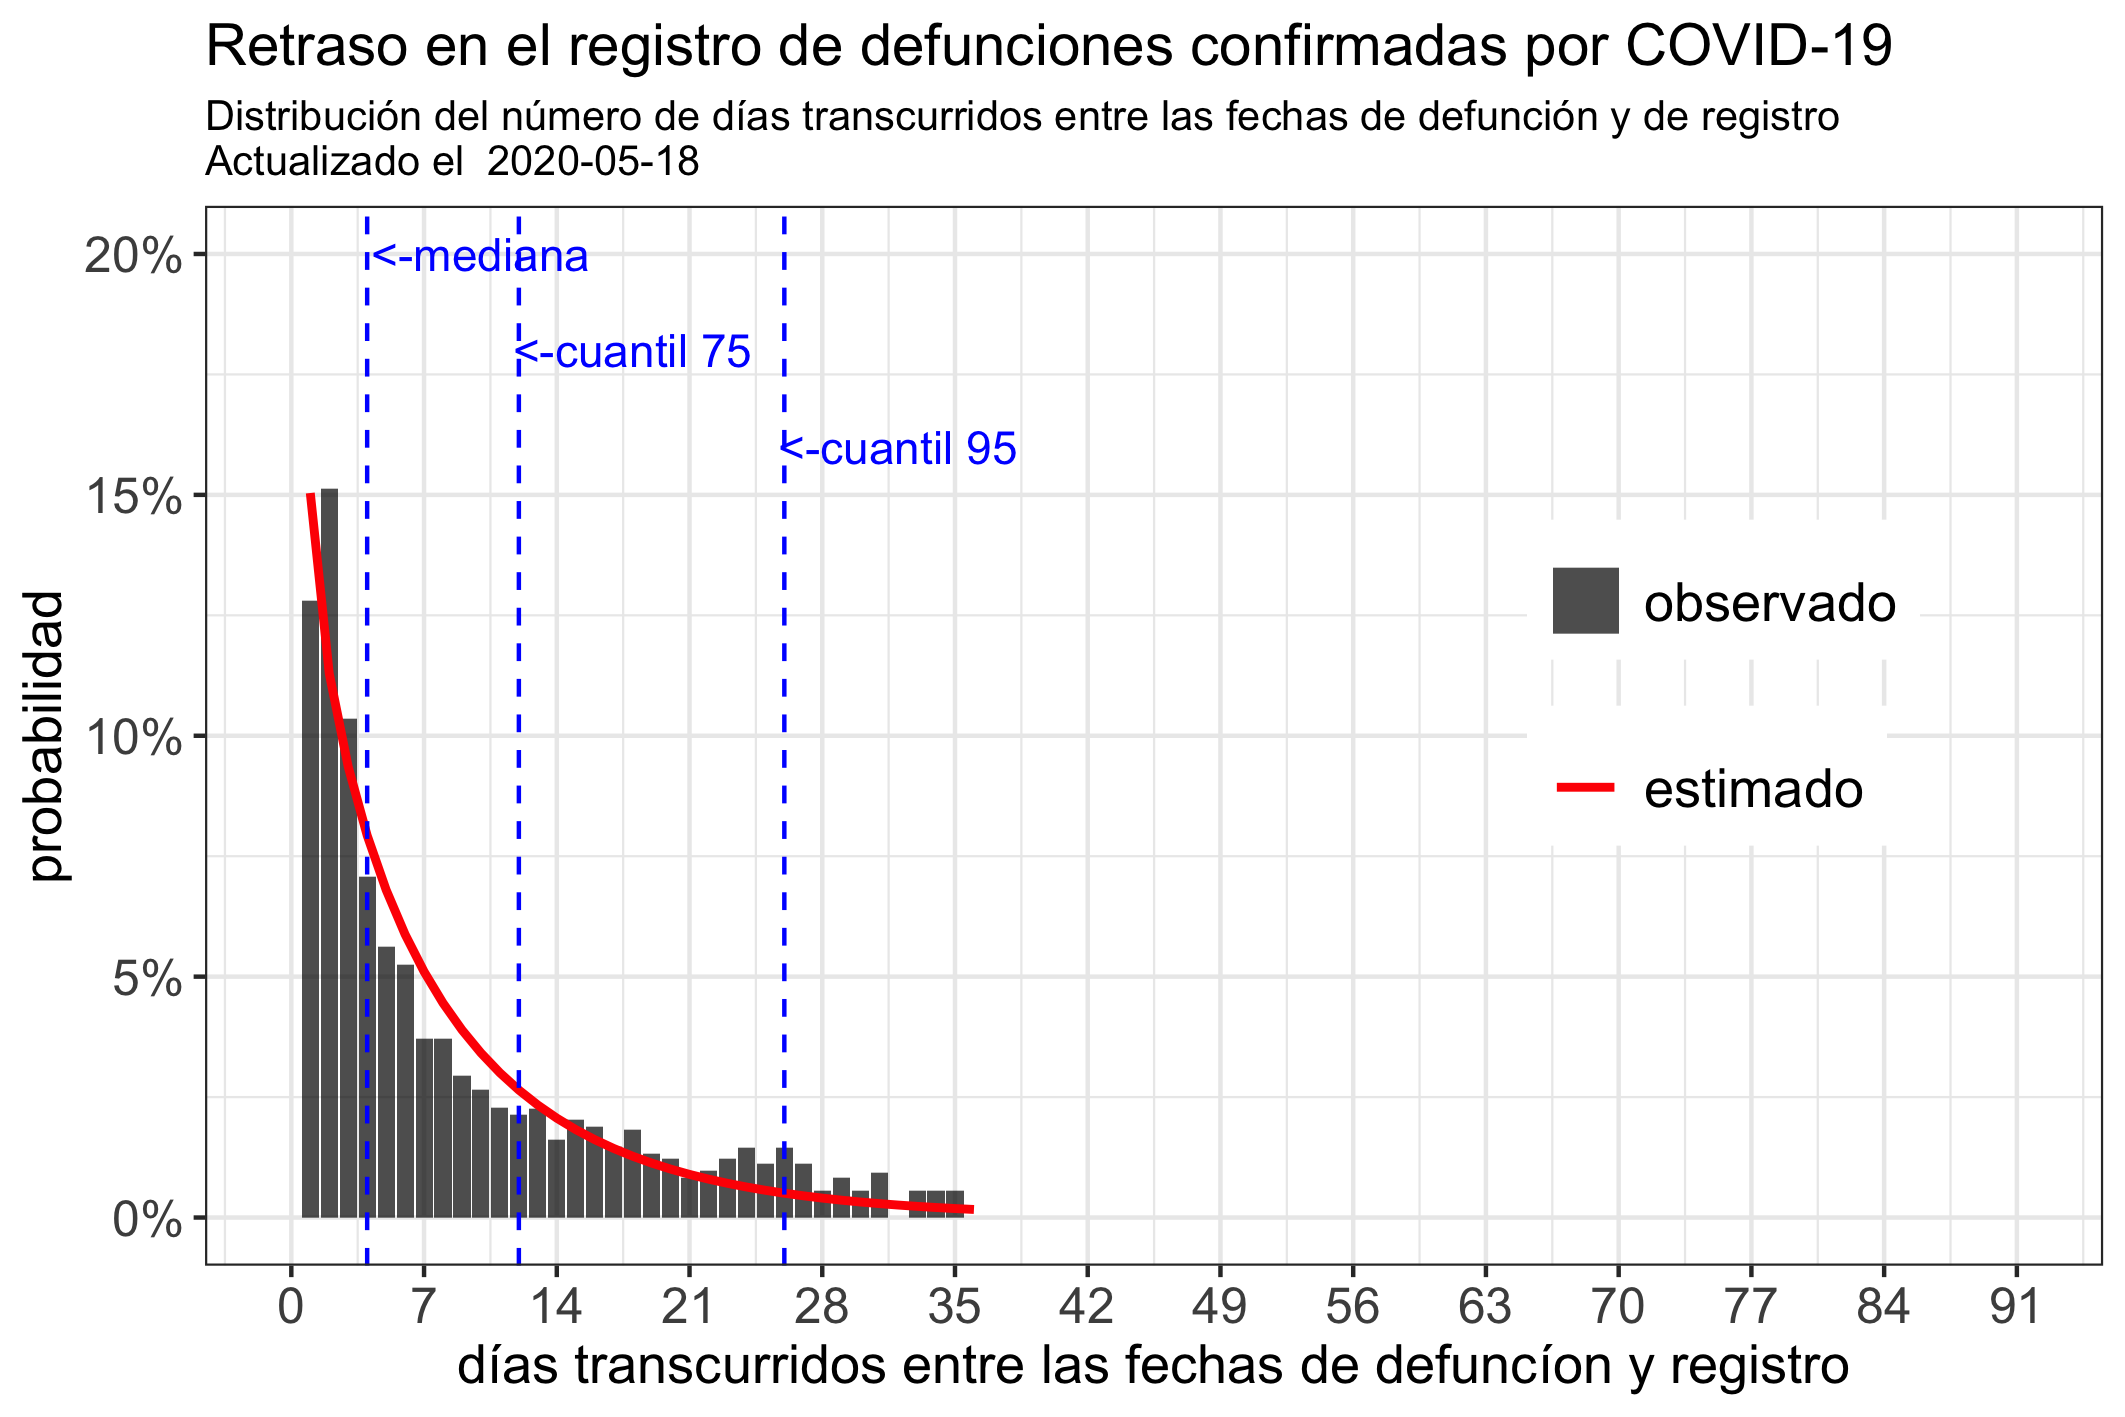 Retraso en el registro de defunciones confirmadas por COVID-19
Distribución del número de días transcurridos entre las fechas de defunción y de registro
Actualizado el  2020-05-18
20%
15%
10%
5%
0%
probabilidad
<-mediana
<-cuantil 75
<-cuantil 95
observado
estimado
0 7 14 21 28 35 42 49 56 63 70 77 84 91
días transcurridos entre las fechas de defuncíon y registro